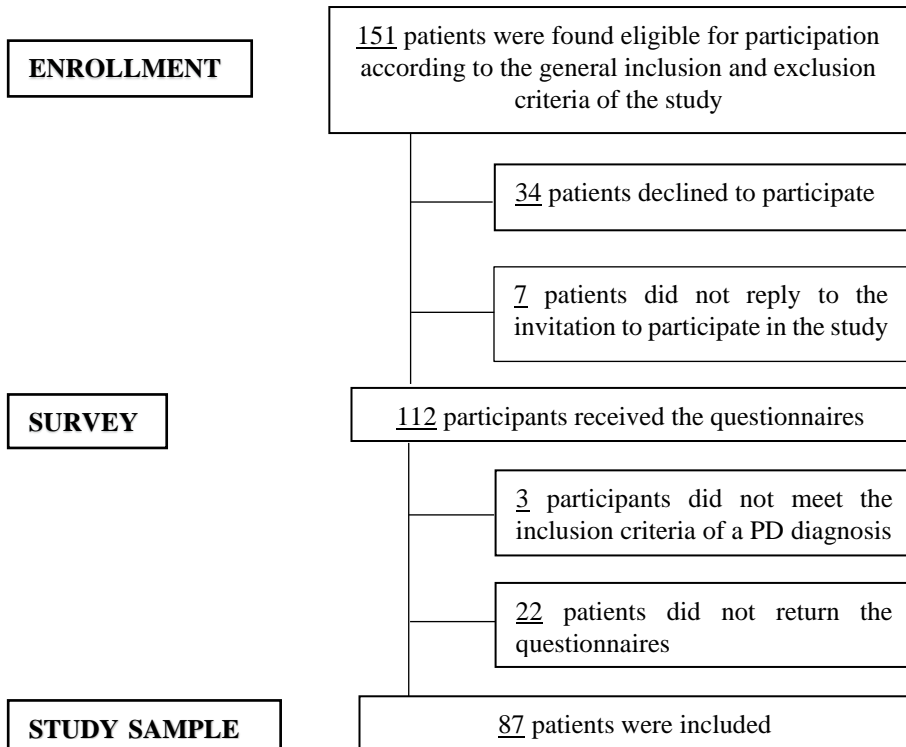 ENROLLMENT
151 patients were found eligible for participation
according to the general inclusion and exclusion
criteria of the study
34 patients declined to participate
7 patients did not reply to the
invitation to participate in the study
SURVEY
112 participants received the questionnaires
3 participants did not meet the
inclusion criteria of a PD diagnosis
22 patients did not return the
questionnaires
STUDY SAMPLE
87 patients were included